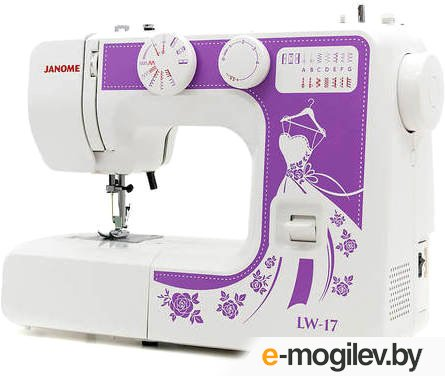 JANOME
A B C D E F G
LW-17
e-mogilev.by